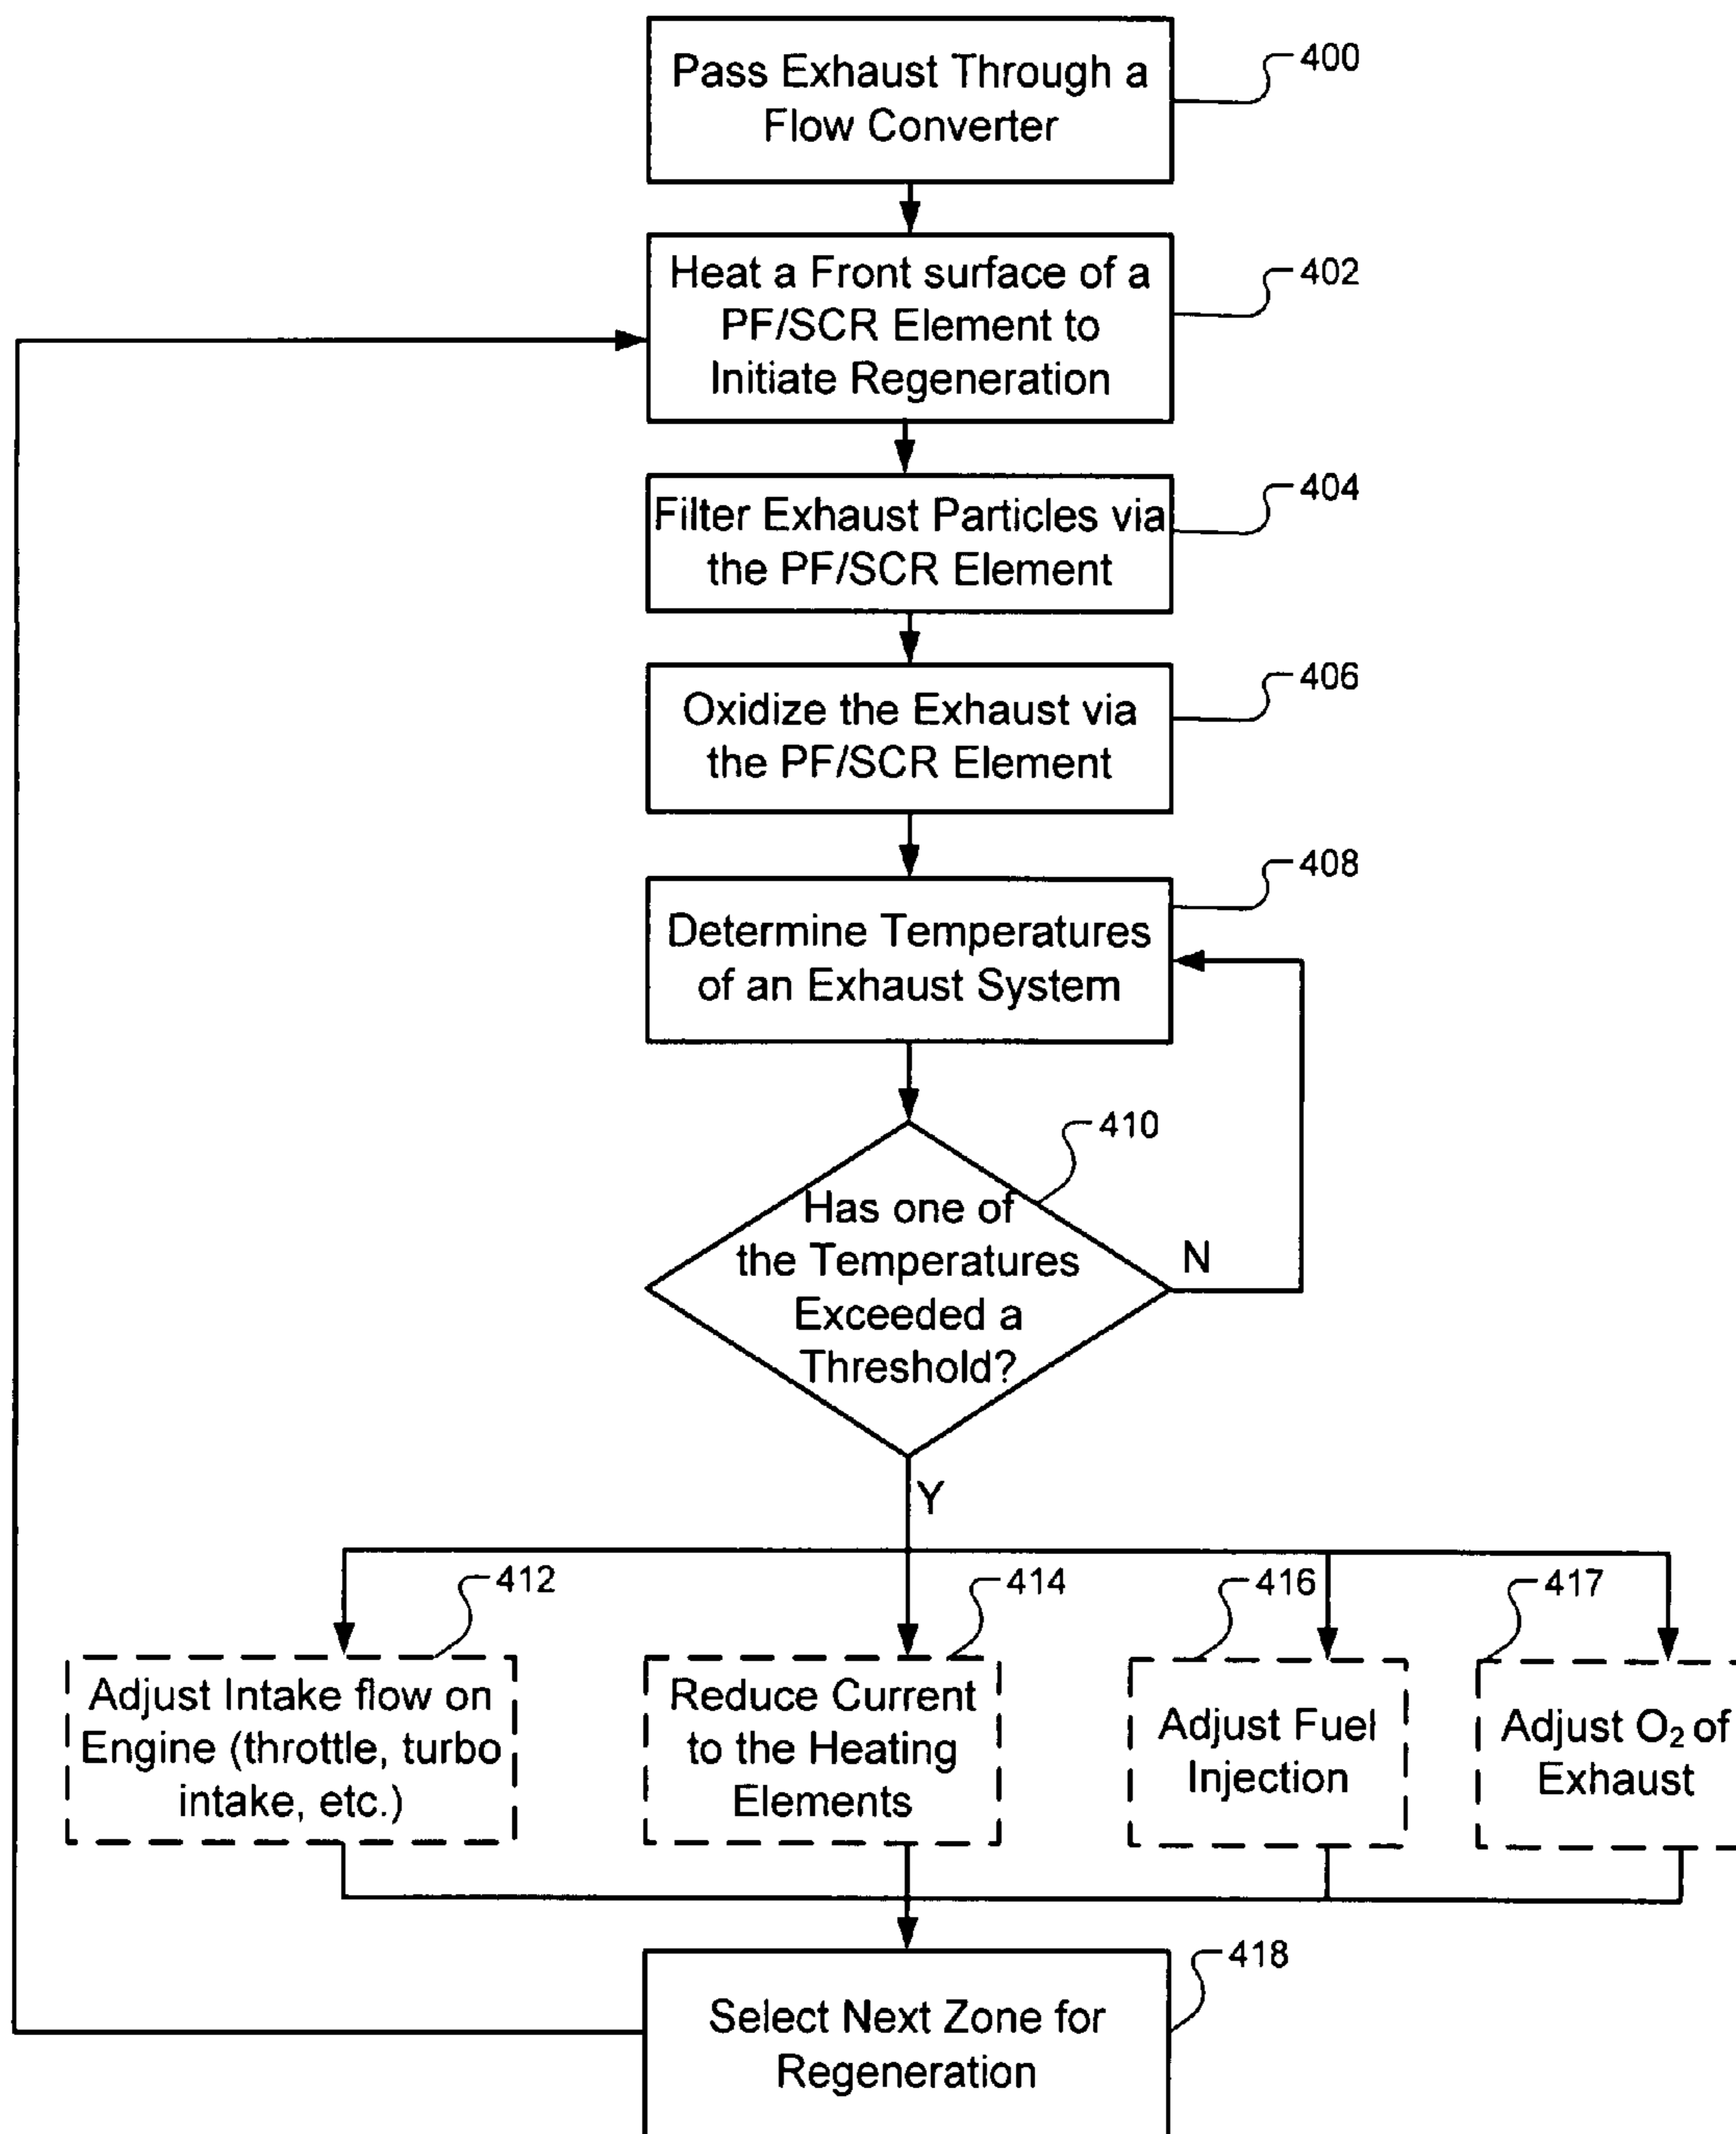 Pass Exhaust Through a
Flow Converter
400
Heat a Front surface of a
PF/SCR Element to
Initiate Regeneration
402
Filter Exhaust Particles via
the PF/SCR Element
404
Oxidize the Exhaust via
the PF/SCR Element
406
Determine Temperatures
of an Exhaust System
408
Has one of
the Temperatures
Exceeded a
Threshold?
410
N
Y
Adjust Intake flow on
Engine (throttle, turbo
intake, etc.)
412
Reduce Current
to the Heating
Elements
414
Adjust Fuel
Injection
416
Adjust O₂ of
Exhaust
417
Select Next Zone for
Regeneration
418